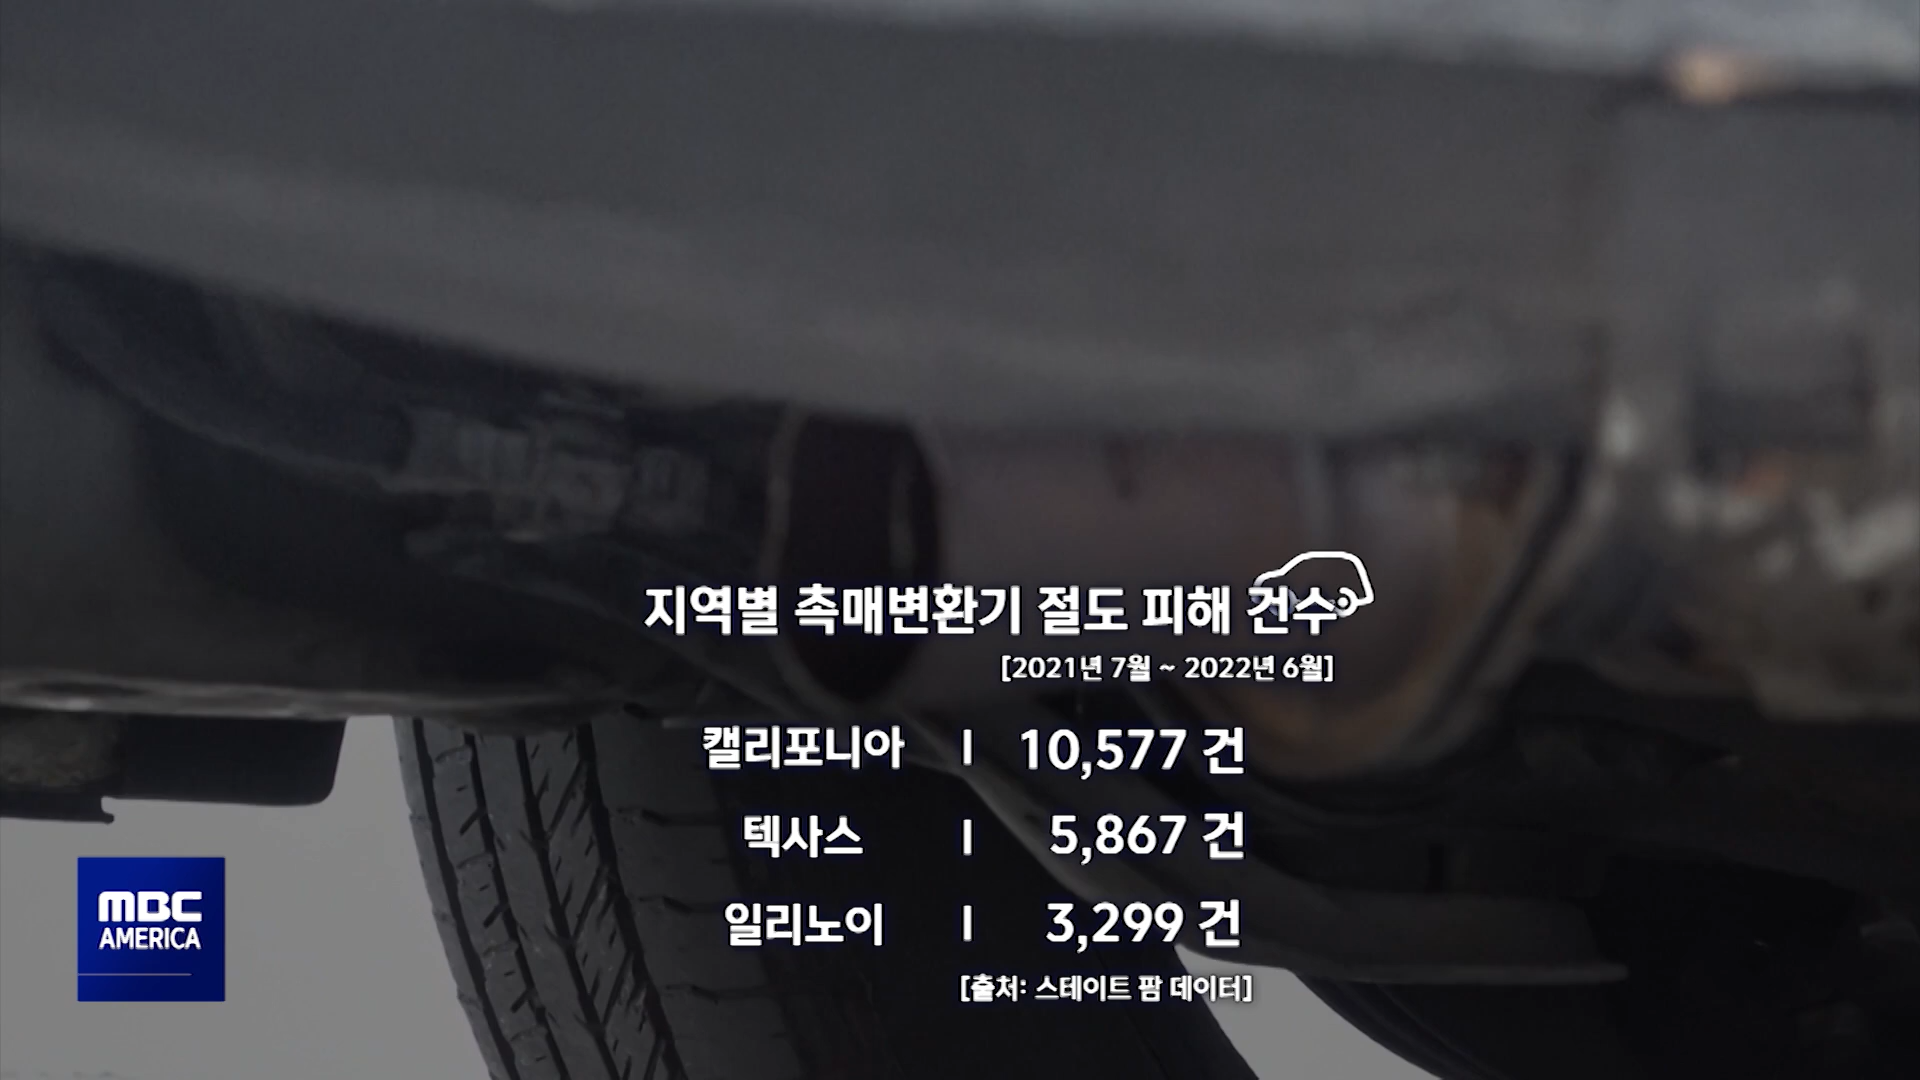 지역별 촉매변환기 절도 피해 건수
[2021년 7월 ~ 2022년 6월]
캘리포니아 | 10,577 건
텍사스 | 5,867 건
일리노이 | 3,299 건
[출처: 스테이트 팜 데이터]
MBC
AMERICA